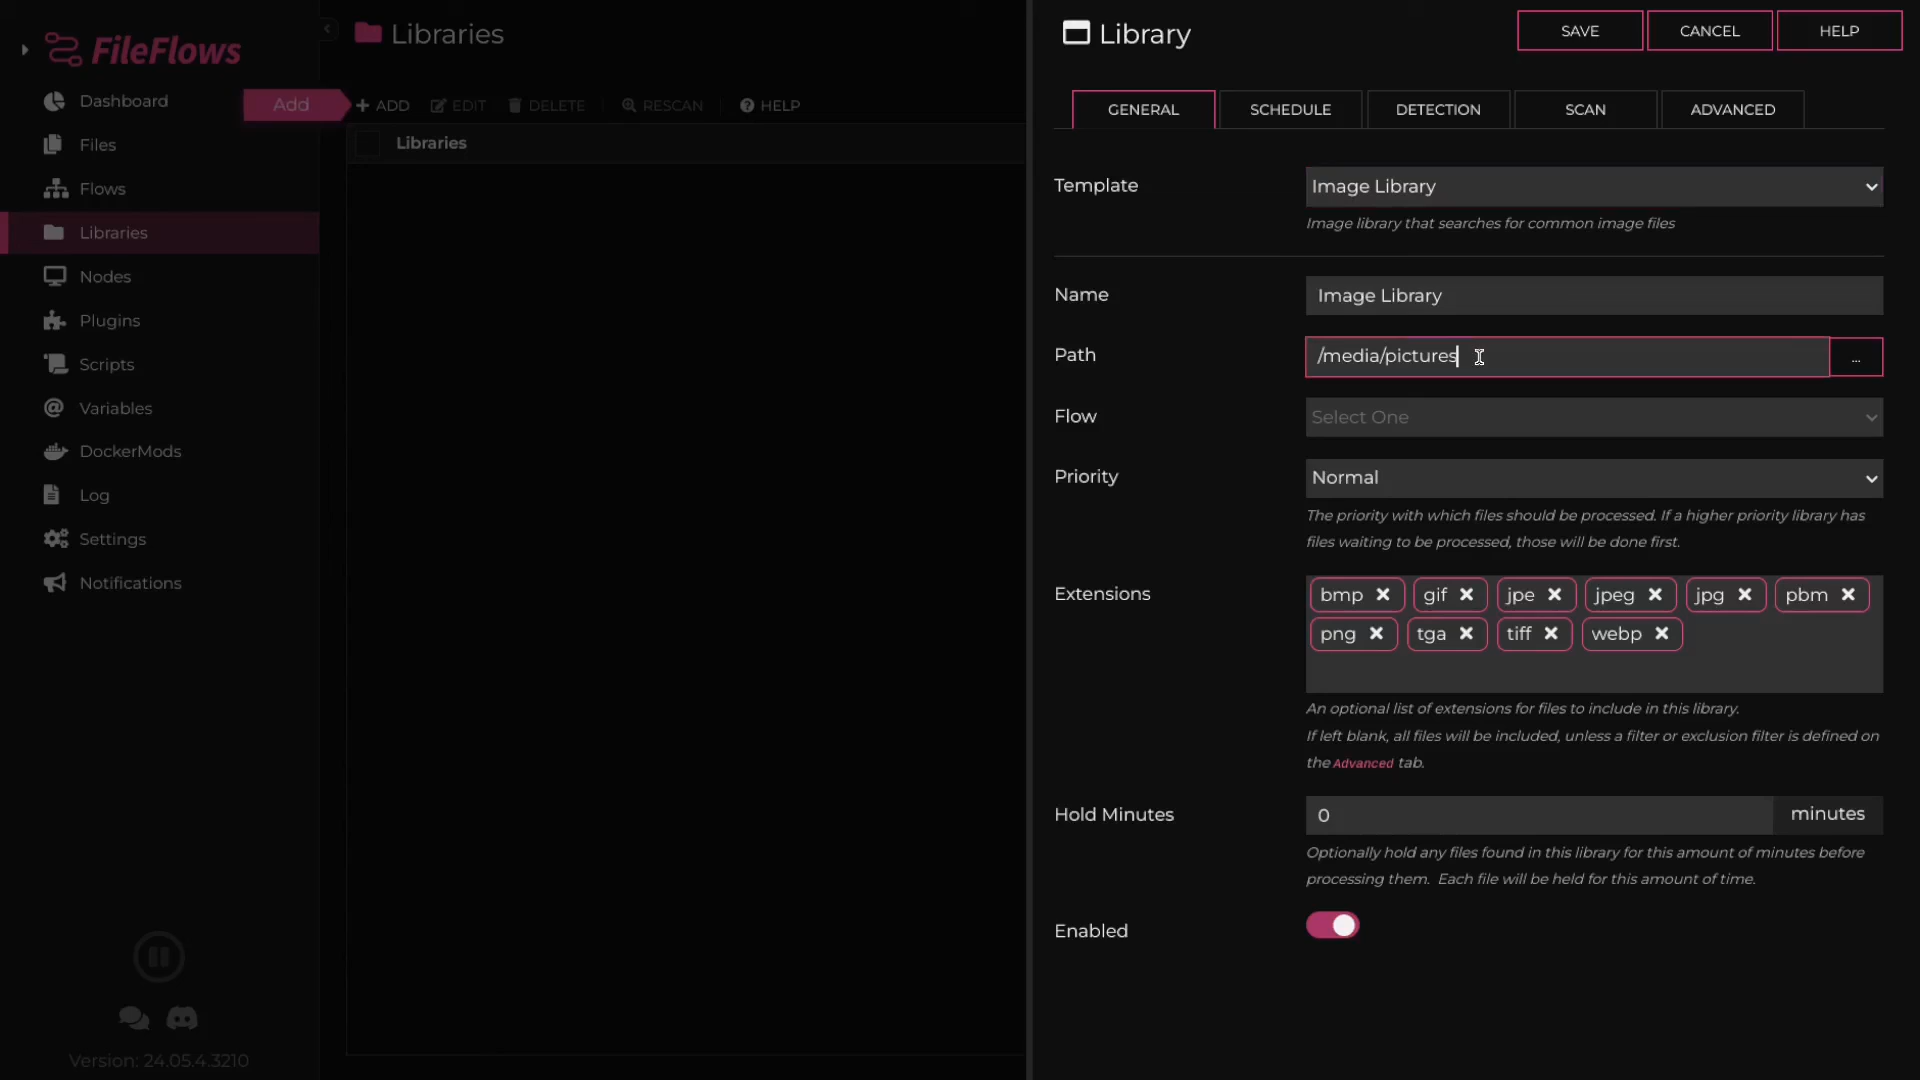 FileFlows
Dashboard
Files
Flows
Libraries
Nodes
Plugins
Scripts
Variables
DockerMods
Log
Settings
Notifications
Version: 24.05.4.3210
Libraries
Add
ADD EDIT DELETE RESCAN HELP
Libraries
Library
SAVE CANCEL HELP
GENERAL SCHEDULE DETECTION SCAN ADVANCED
Template Image Library
Image library that searches for common image files
Name Image Library
Path /media/pictures ...
Flow Select One
Priority Normal
The priority with which files should be processed. If a higher priority library has
files waiting to be processed, those will be done first.
Extensions bmp gif jpe jpeg jpg pbm
png tga tiff webp
An optional list of extensions for files to include in this library.
If left blank, all files will be included, unless a filter or exclusion filter is defined on
the Advanced tab.
Hold Minutes 0 minutes
Optionally hold any files found in this library for this amount of minutes before
processing them. Each file will be held for this amount of time.
Enabled